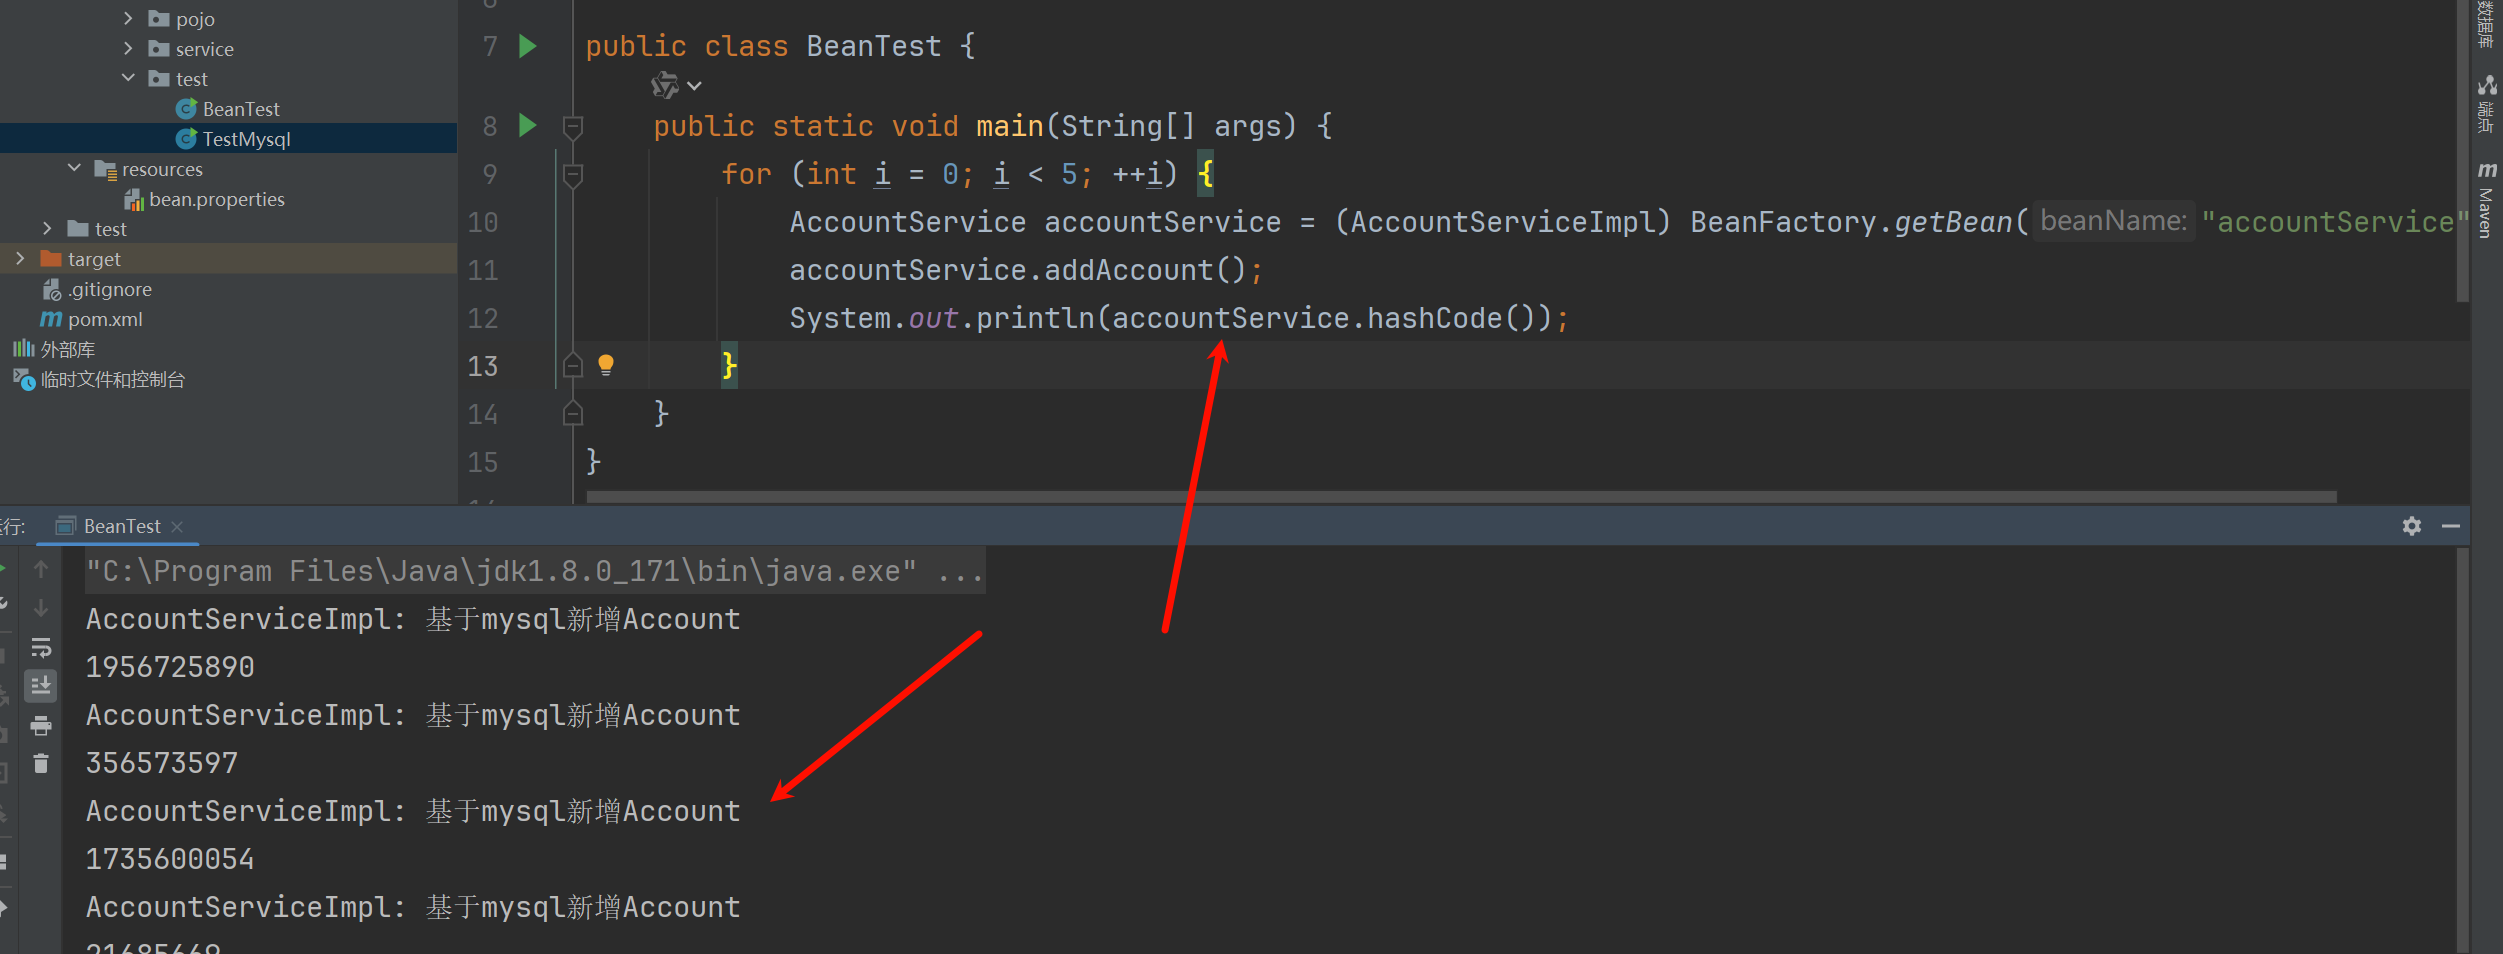 pojo
service
test
BeanTest
TestMysql
resources
bean.properties
test
target
.gitignore
pom.xml
外部库
临时文件和控制台
7 public class BeanTest {
8 public static void main(String[] args) {
9 for (int i = 0; i < 5; ++i) {
10 AccountService accountService = (AccountServiceImpl) BeanFactory.getBean( beanName: "accountService"
11 accountService.addAccount();
12 System.out.println(accountService.hashCode());
13 }
14 }
15 }
数据库
端点
m Maven
行: BeanTest
"C:\Program Files\Java\jdk1.8.0_171\bin\java.exe" ...
AccountServiceImpl: 基于mysql新增Account
1956725890
AccountServiceImpl: 基于mysql新增Account
356573597
AccountServiceImpl: 基于mysql新增Account
1735600054
AccountServiceImpl: 基于mysql新增Account